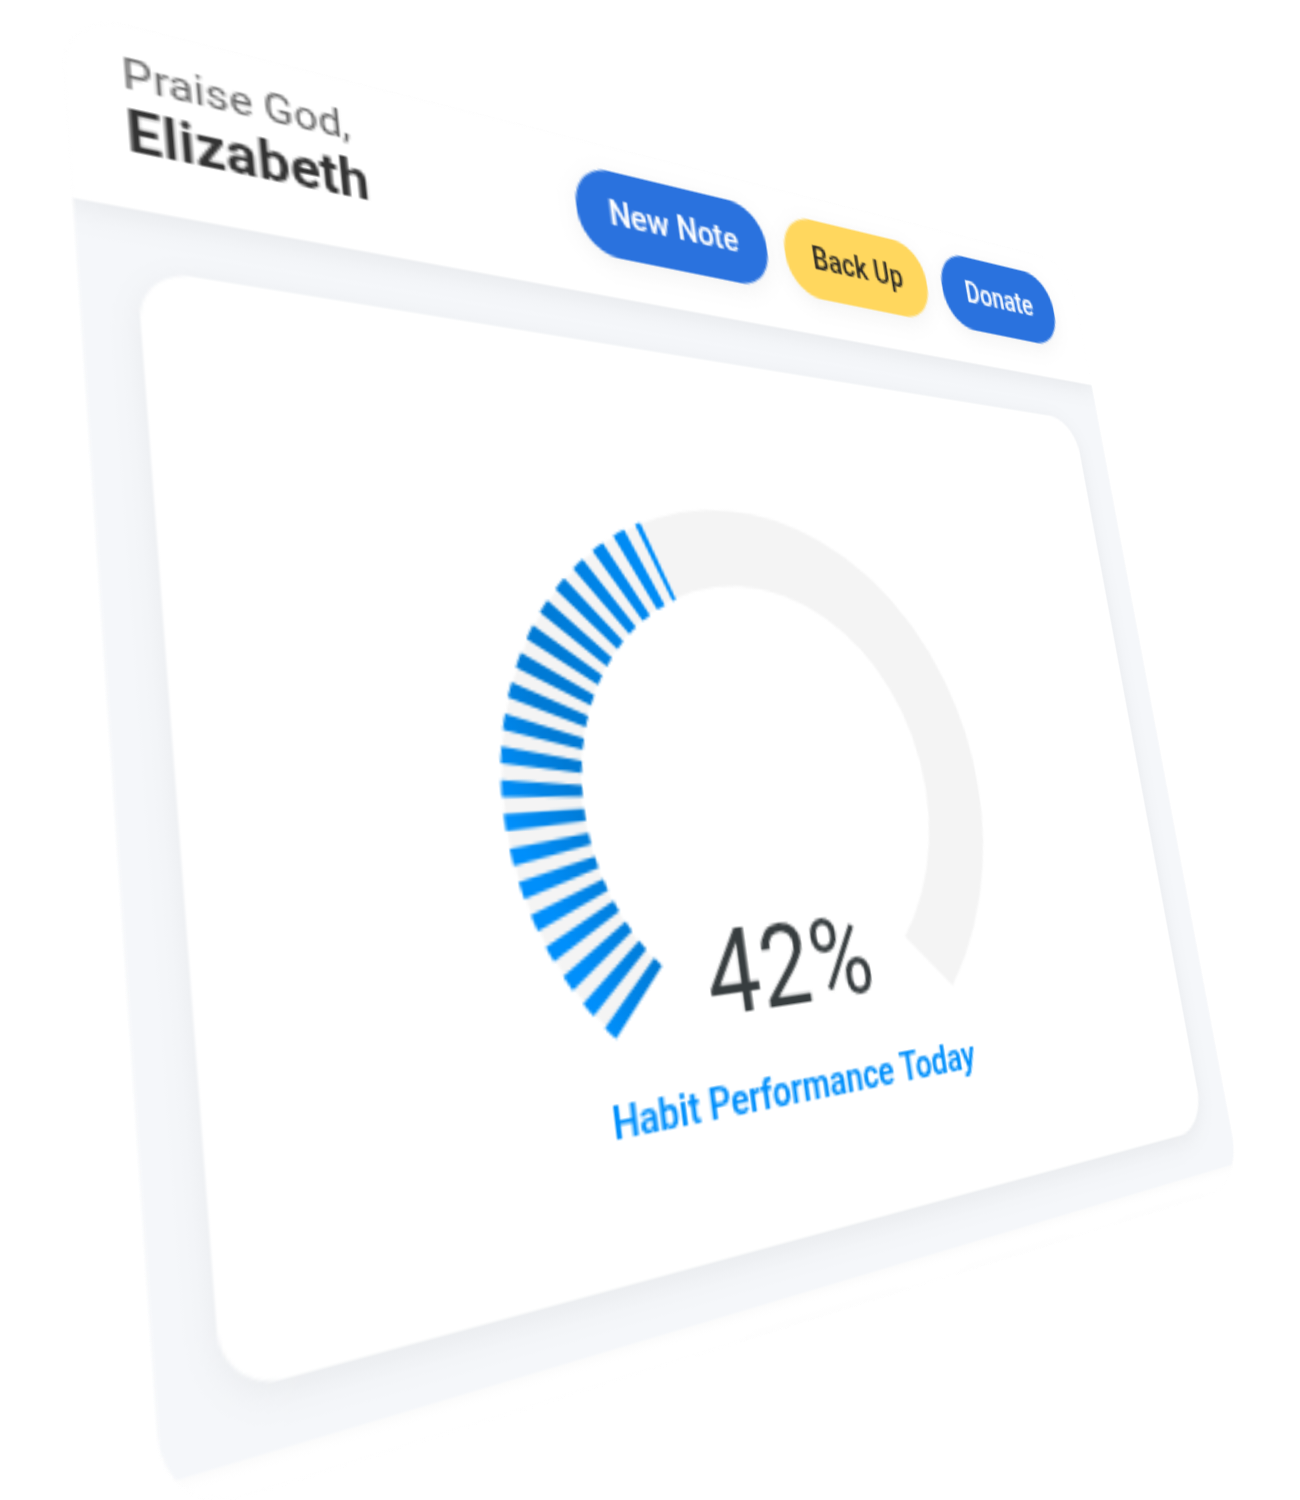 Praise God,
Elizabeth
New Note
Back Up
Donate
42%
Habit Performance Today